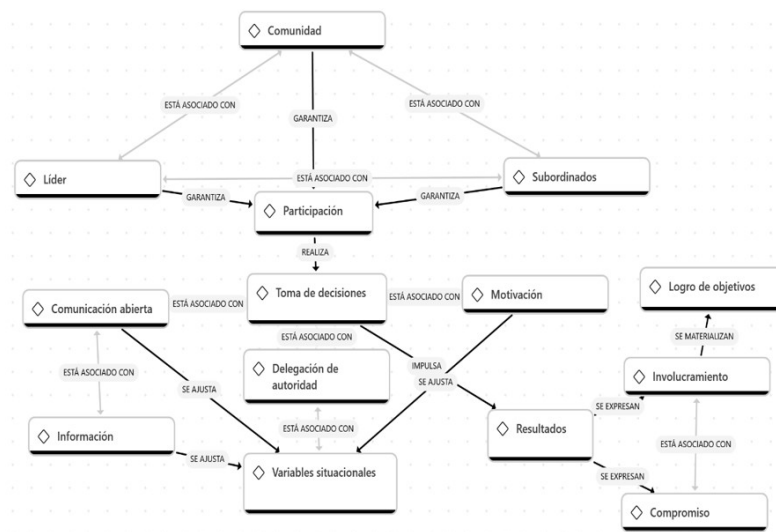 Comunidad
ESTÁ ASOCIADO CON
ESTÁ ASOCIADO CON
GARANTIZA
Líder
ESTÁ ASOCIADO CON
Subordinados
GARANTIZA
GARANTIZA
Participación
REALIZA
Comunicación abierta
ESTÁ ASOCIADO CON
Toma de decisiones
ESTÁ ASOCIADO CON
Motivación
Logro de objetivos
ESTÁ ASOCIADO CON
SE MATERIALIZAN
ESTÁ ASOCIADO CON
SE AJUSTA
Delegación de
autoridad
IMPULSA
SE AJUSTA
Involucramiento
SE EXPRESAN
Información
ESTÁ ASOCIADO CON
Resultados
ESTÁ ASOCIADO CON
SE AJUSTA
Variables situacionales
SE EXPRESAN
Compromiso